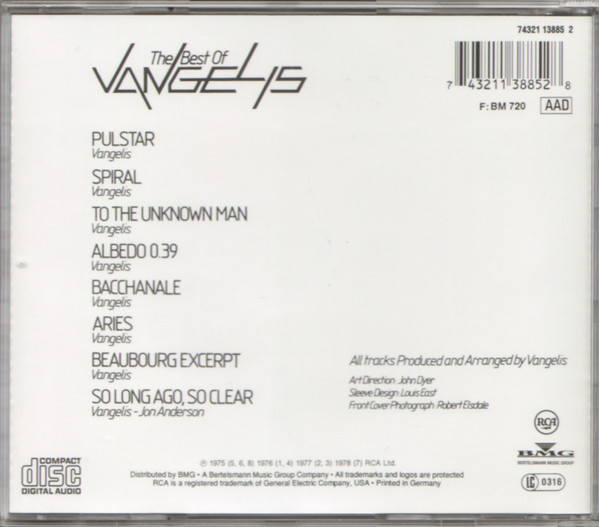 74321 13885 2
The Best Of
VANGELIS
7 43211 38852 8
F: BM 720 AAD
PULSTAR
Vangelis
SPIRAL
Vangelis
TO THE UNKNOWN MAN
Vangelis
ALBEDO 0.39
Vangelis
BACCHANALE
Vangelis
ARIES
Vangelis
BEAUBOURG EXCERPT
Vangelis
SO LONG AGO, SO CLEAR
Vangelis - Jon Anderson
All tracks Produced and Arranged by Vangelis
Art Direction John Dyer
Sleeve Design Louis East
Front Cover Photograph Robert Elsdale
RCA
BMG
BERTELSMANN MUSIC GROUP
LC 0316
COMPACT
disc
DIGITAL AUDIO
℗ 1975 (5, 6, 8) 1976 (1, 4) 1977 (2, 3) 1978 (7) RCA Ltd.
Distributed by BMG • A Bertelsmann Music Group Company • All trademarks and logos are protected
RCA is a registered trademark of General Electric Company, USA • Printed in Germany